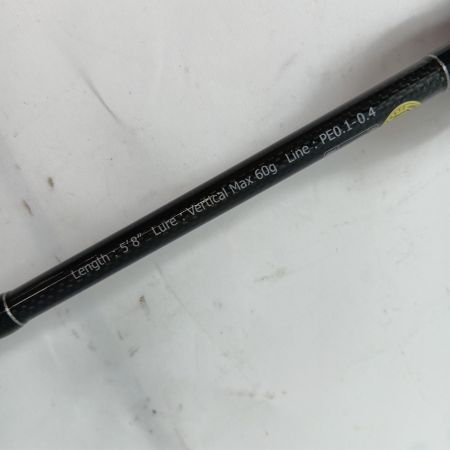 Length : 5'8" Lure : Vertical Max 60g Line : PE0.1-0.4